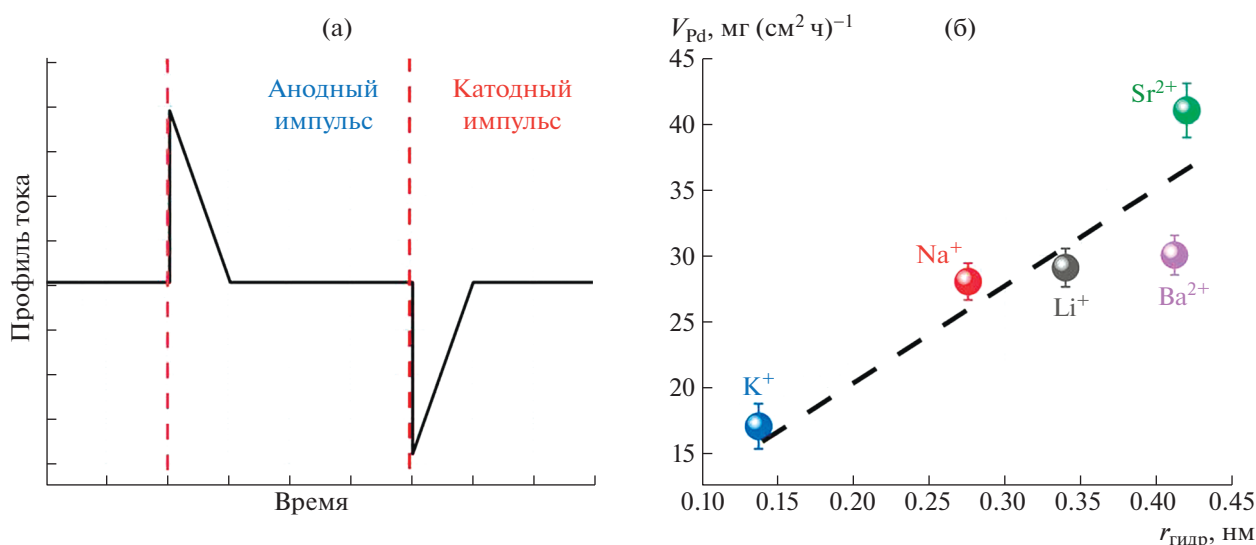 (а)
Анодный
импульс
Катодный
импульс
Профиль тока
Время
V_Pd, мг (см² ч)⁻¹
(б)
45
40
35
30
25
20
15
Sr²⁺
Na⁺
Li⁺
Ba²⁺
K⁺
0.10 0.15 0.20 0.25 0.30 0.35 0.40 0.45
r_гидр, нм